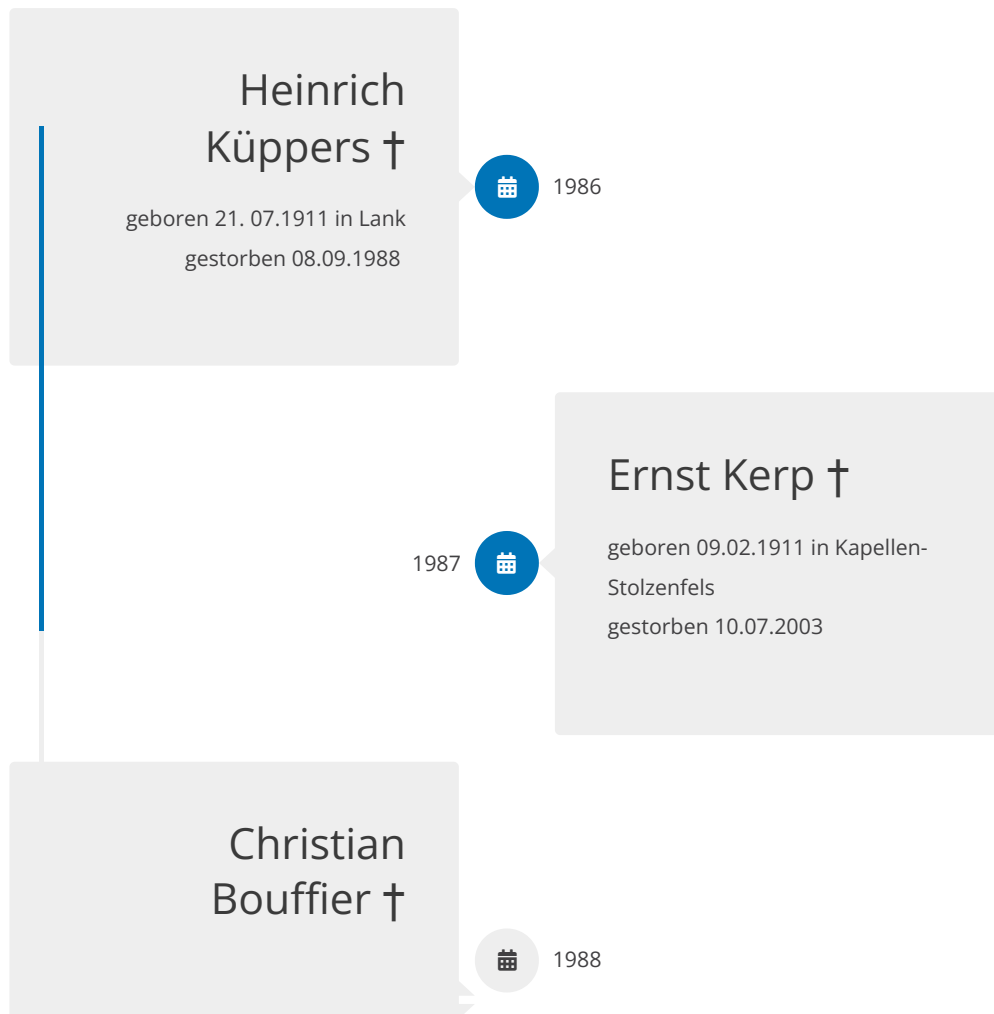 Heinrich
Küppers †
geboren 21. 07.1911 in Lank
gestorben 08.09.1988
1986
1987
Ernst Kerp †
geboren 09.02.1911 in Kapellen-
Stolzenfels
gestorben 10.07.2003
Christian
Bouffier †
1988